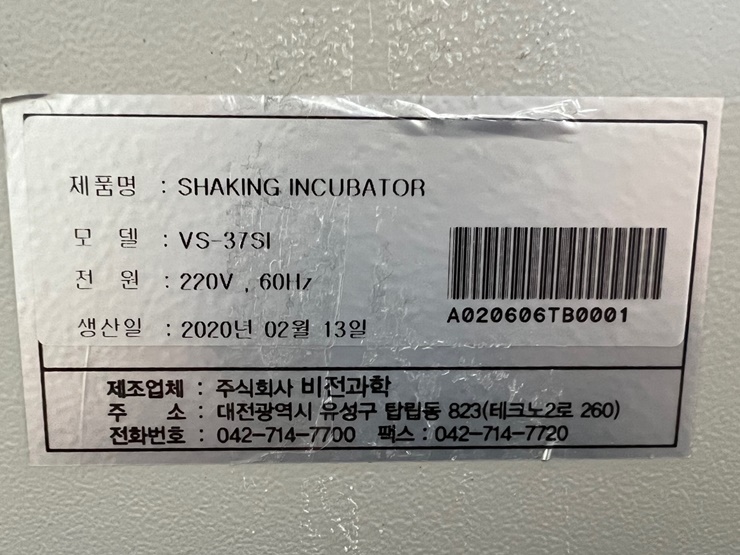 제품명 : SHAKING INCUBATOR
모 델 : VS-37SI
전 원 : 220V , 60Hz
생산일 : 2020년 02월 13일
A020606TB0001
제조업체 : 주식회사 비전과학
주 소 : 대전광역시 유성구 탑립동 823(테크노2로 260)
전화번호 : 042-714-7700 팩스 : 042-714-7720